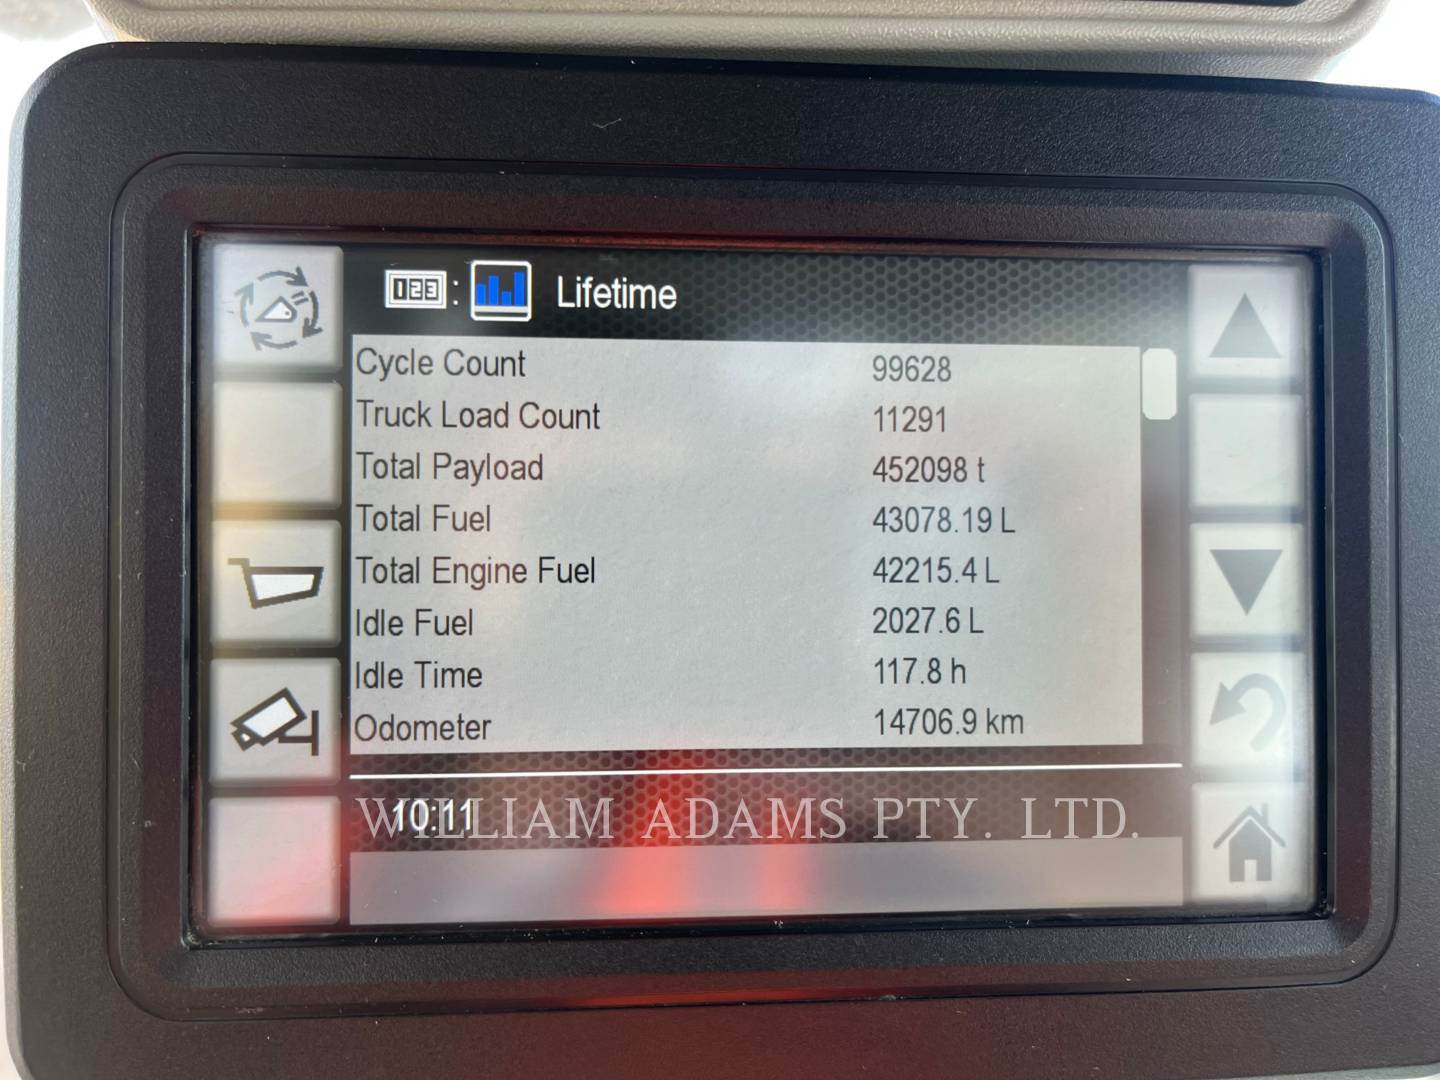 123 : Lifetime
Cycle Count 99628
Truck Load Count 11291
Total Payload 452098 t
Total Fuel 43078.19 L
Total Engine Fuel 42215.4 L
Idle Fuel 2027.6 L
Idle Time 117.8 h
Odometer 14706.9 km
10:11
WILLIAM ADAMS PTY. LTD.